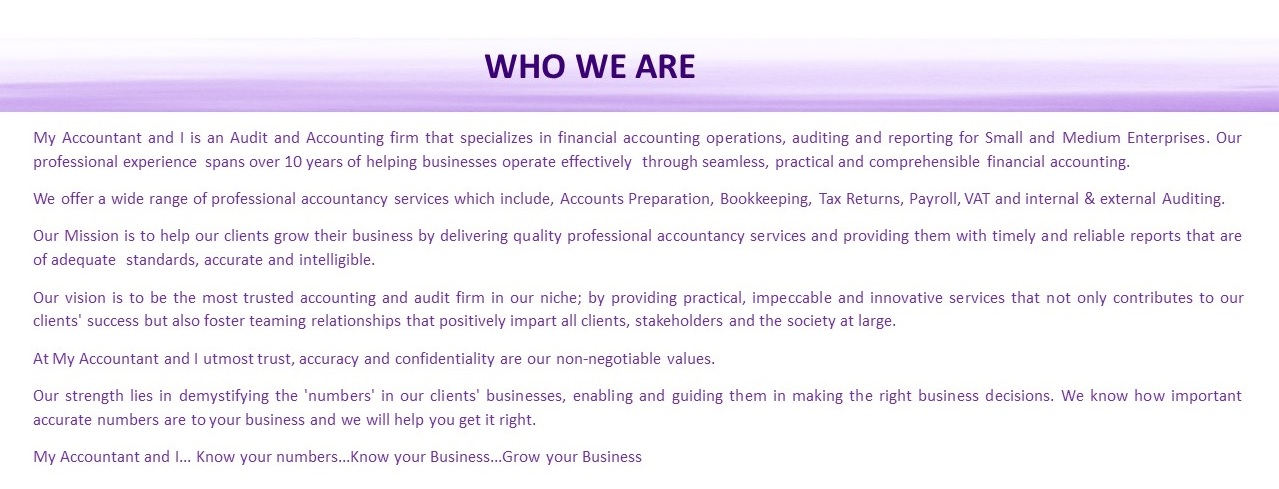 WHO WE ARE
My Accountant and I is an Audit and Accounting firm that specializes in financial accounting operations, auditing and reporting for Small and Medium Enterprises. Our
professional experience spans over 10 years of helping businesses operate effectively through seamless, practical and comprehensible financial accounting.
We offer a wide range of professional accountancy services which include, Accounts Preparation, Bookkeeping, Tax Returns, Payroll, VAT and internal & external Auditing.
Our Mission is to help our clients grow their business by delivering quality professional accountancy services and providing them with timely and reliable reports that are
of adequate standards, accurate and intelligible.
Our vision is to be the most trusted accounting and audit firm in our niche; by providing practical, impeccable and innovative services that not only contributes to our
clients' success but also foster teaming relationships that positively impart all clients, stakeholders and the society at large.
At My Accountant and I utmost trust, accuracy and confidentiality are our non-negotiable values.
Our strength lies in demystifying the 'numbers' in our clients' businesses, enabling and guiding them in making the right business decisions. We know how important
accurate numbers are to your business and we will help you get it right.
My Accountant and I... Know your numbers...Know your Business...Grow your Business